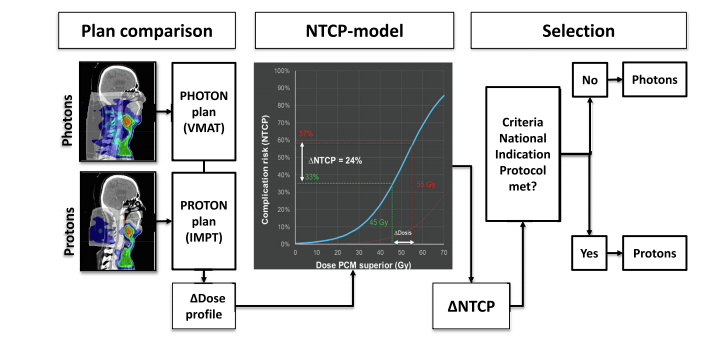 Plan comparison
NTCP-model
Selection
Photons
PHOTON
plan
(VMAT)
Protons
PROTON
plan
(IMPT)
ΔDose
profile
Complication risk (NTCP)
100%
90%
80%
70%
60%
50%
40%
30%
20%
10%
0%
57%
ΔNTCP = 24%
33%
55 Gy
45 Gy
ΔDosis
0
10
20
30
40
50
60
70
Dose PCM superior (Gy)
ΔNTCP
Criteria
National
Indication
Protocol
met?
No
Photons
Yes
Protons